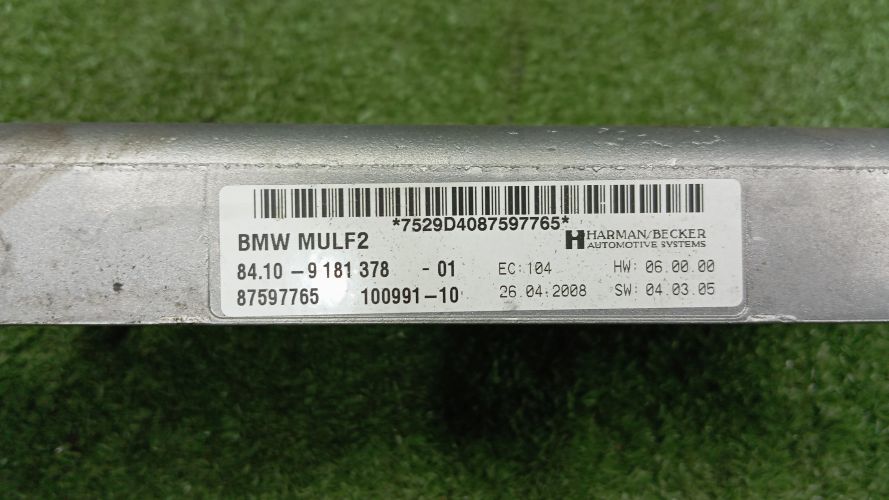 *7529D4087597765*
BMW MULF2
HARMAN/BECKER
AUTOMOTIVE SYSTEMS
84.10 - 9 181 378 - 01 EC: 104 HW: 06.00.00
87597765 100991-10 26.04.2008 SW: 04.03.05